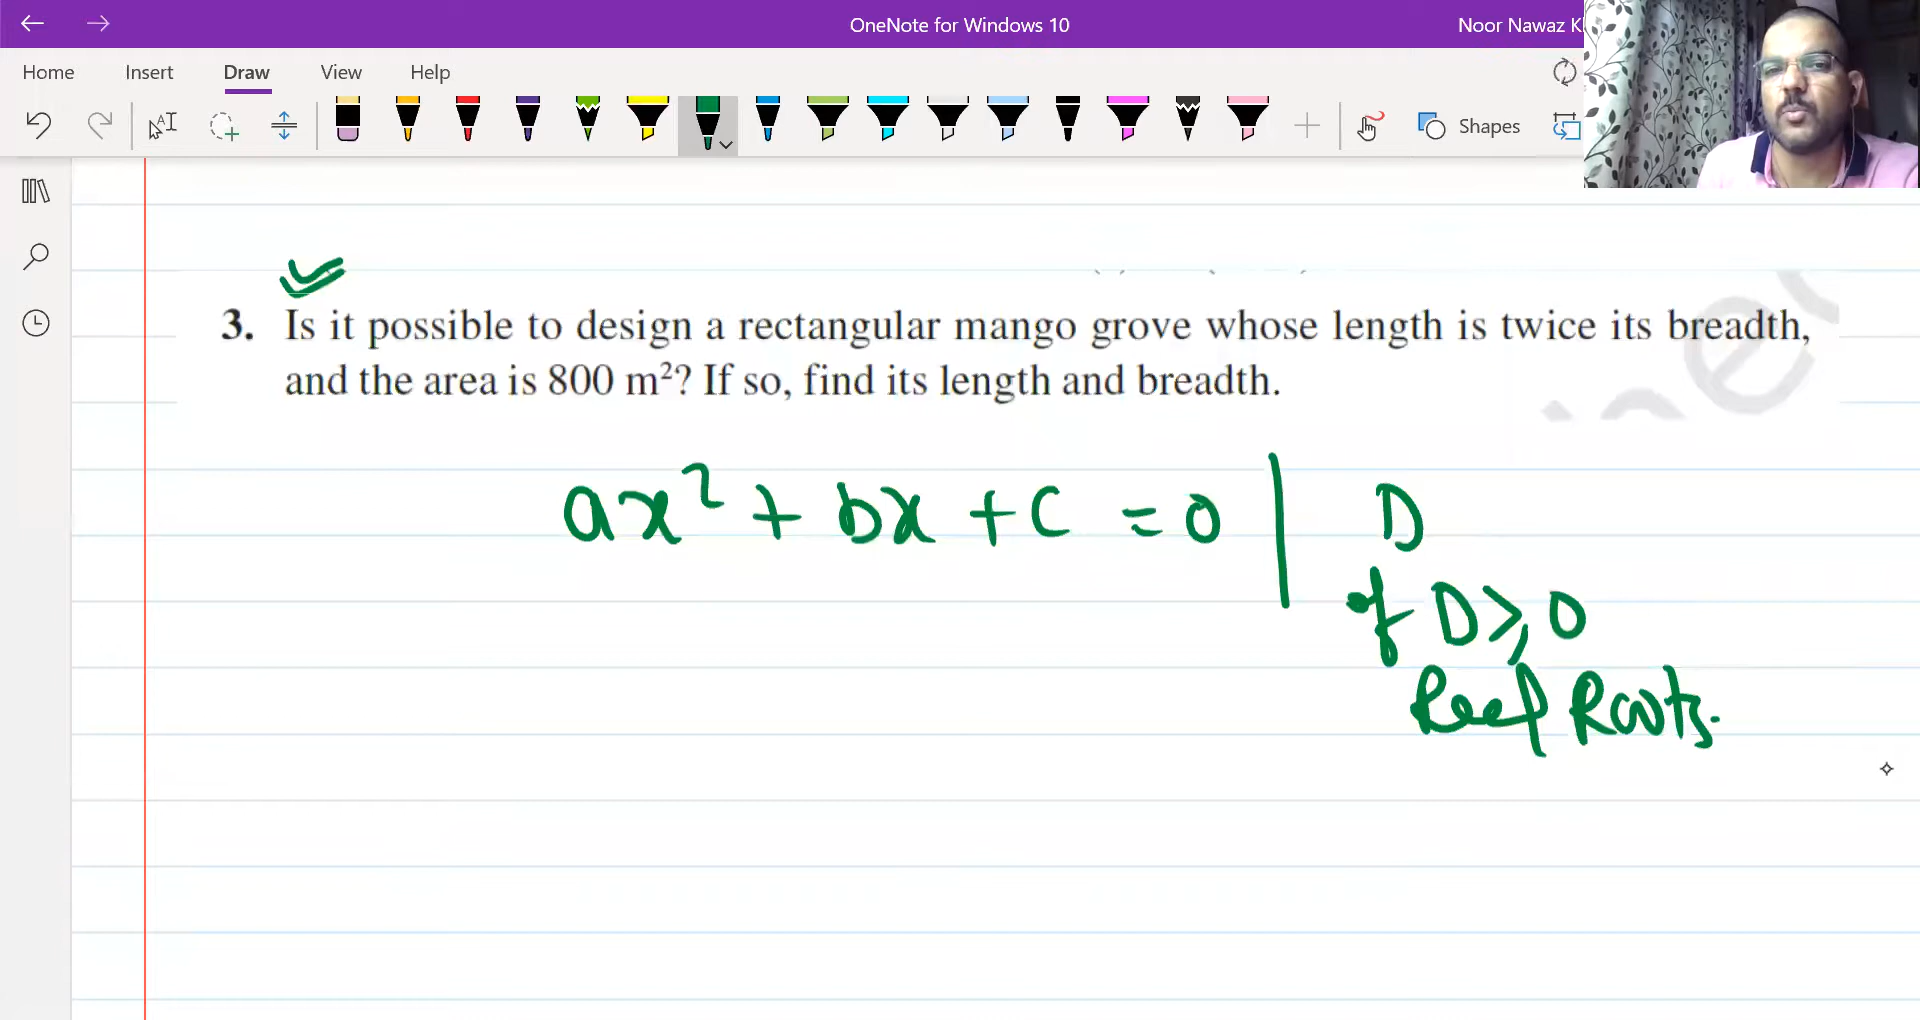 OneNote for Windows 10
Noor Nawaz K
Home Insert Draw View Help
Shapes
3. Is it possible to design a rectangular mango grove whose length is twice its breadth,
and the area is 800 m²? If so, find its length and breadth.
ax² + bx + c = 0 | D
if D ⩾ 0
Real Roots.